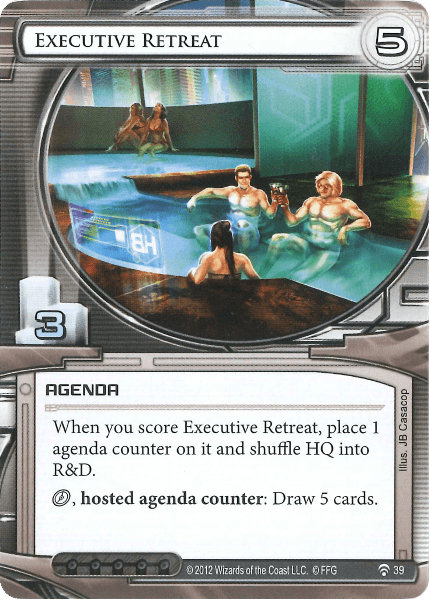 EXECUTIVE RETREAT
5
BH
3
AGENDA
When you score Executive Retreat, place 1
agenda counter on it and shuffle HQ into
R&D.
, hosted agenda counter: Draw 5 cards.
Illus. JB Casacop
© 2012 Wizards of the Coast LLC. © FFG
39